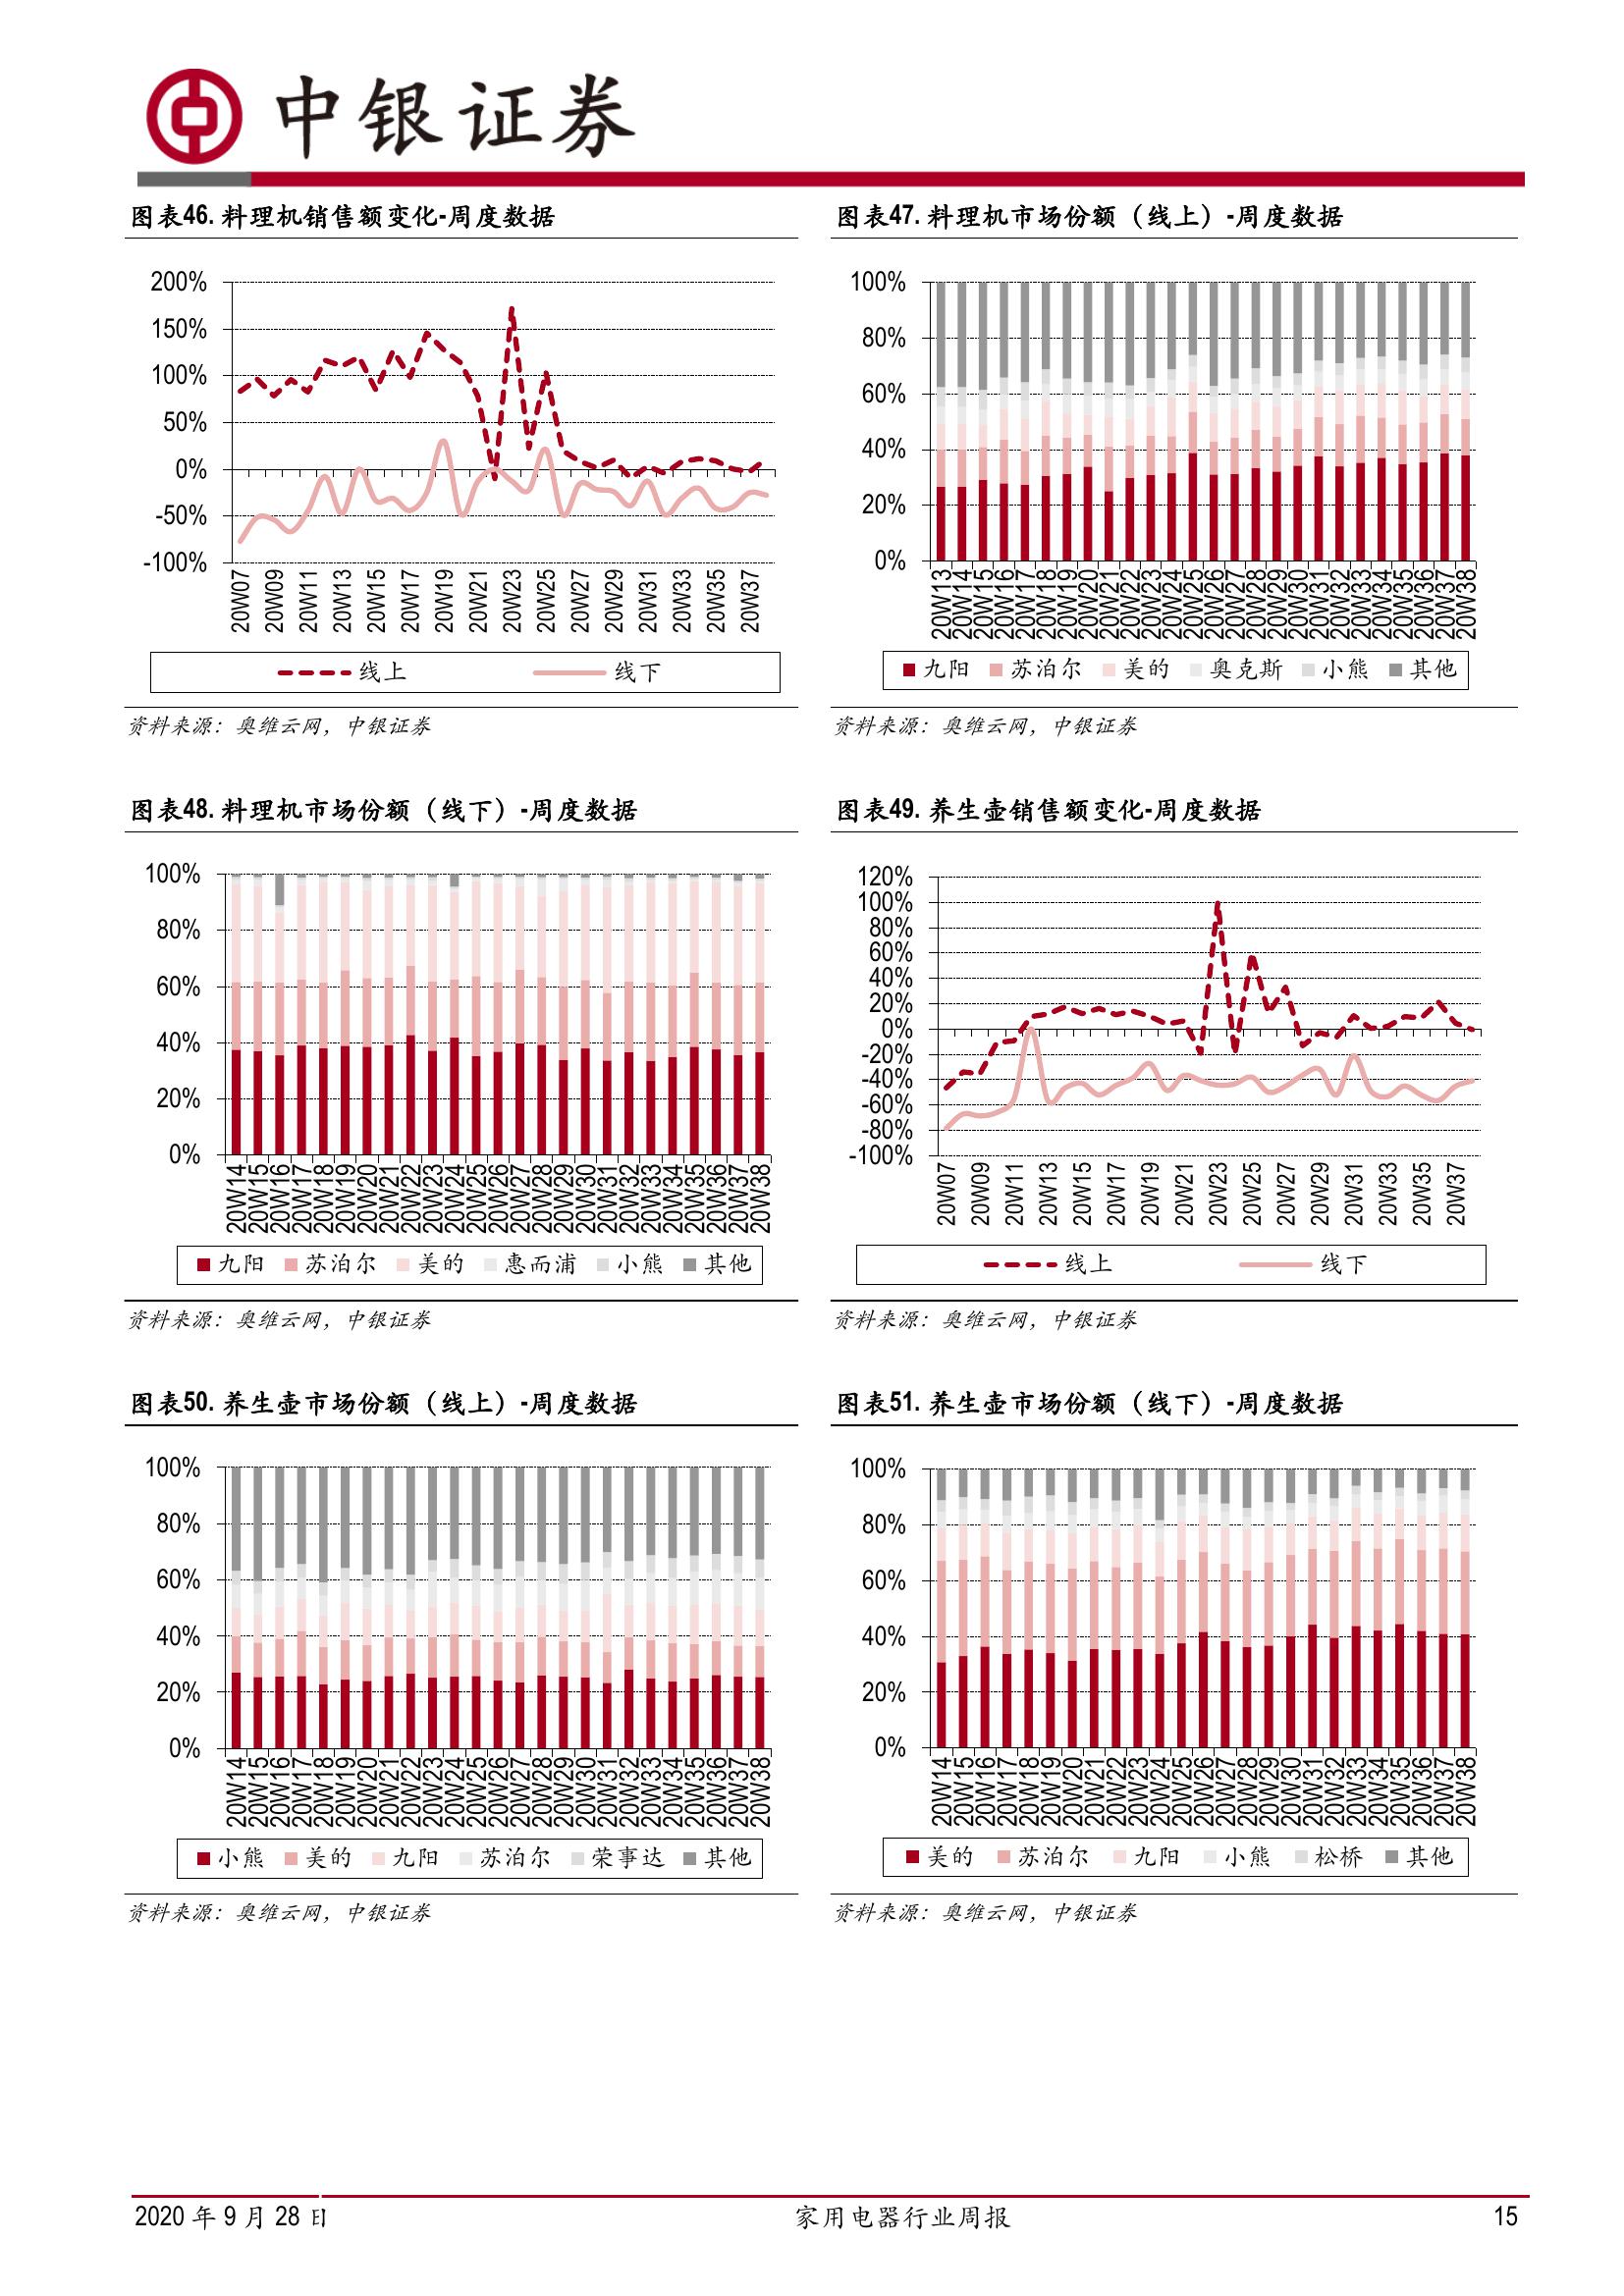 中银证券
图表46. 料理机销售额变化-周度数据
200%
150%
100%
50%
0%
-50%
-100%
20W07 20W09 20W11 20W13 20W15 20W17 20W19 20W21 20W23 20W25 20W27 20W29 20W31 20W33 20W35 20W37
线上 线下
资料来源：奥维云网，中银证券
图表47. 料理机市场份额（线上）-周度数据
100%
80%
60%
40%
20%
0%
20W13 20W14 20W15 20W16 20W17 20W18 20W19 20W20 20W21 20W22 20W23 20W24 20W25 20W26 20W27 20W28 20W29 20W30 20W31 20W32 20W33 20W34 20W35 20W36 20W37 20W38
九阳 苏泊尔 美的 奥克斯 小熊 其他
资料来源：奥维云网，中银证券
图表48. 料理机市场份额（线下）-周度数据
100%
80%
60%
40%
20%
0%
20W14 20W15 20W16 20W17 20W18 20W19 20W20 20W21 20W22 20W23 20W24 20W25 20W26 20W27 20W28 20W29 20W30 20W31 20W32 20W33 20W34 20W35 20W36 20W37 20W38
九阳 苏泊尔 美的 惠而浦 小熊 其他
资料来源：奥维云网，中银证券
图表49. 养生壶销售额变化-周度数据
120%
100%
80%
60%
40%
20%
0%
-20%
-40%
-60%
-80%
-100%
20W07 20W09 20W11 20W13 20W15 20W17 20W19 20W21 20W23 20W25 20W27 20W29 20W31 20W33 20W35 20W37
线上 线下
资料来源：奥维云网，中银证券
图表50. 养生壶市场份额（线上）-周度数据
100%
80%
60%
40%
20%
0%
20W14 20W15 20W16 20W17 20W18 20W19 20W20 20W21 20W22 20W23 20W24 20W25 20W26 20W27 20W28 20W29 20W30 20W31 20W32 20W33 20W34 20W35 20W36 20W37 20W38
小熊 美的 九阳 苏泊尔 荣事达 其他
资料来源：奥维云网，中银证券
图表51. 养生壶市场份额（线下）-周度数据
100%
80%
60%
40%
20%
0%
20W14 20W15 20W16 20W17 20W18 20W19 20W20 20W21 20W22 20W23 20W24 20W25 20W26 20W27 20W28 20W29 20W30 20W31 20W32 20W33 20W34 20W35 20W36 20W37 20W38
美的 苏泊尔 九阳 小熊 松桥 其他
资料来源：奥维云网，中银证券
2020 年 9 月 28 日 家用电器行业周报 15